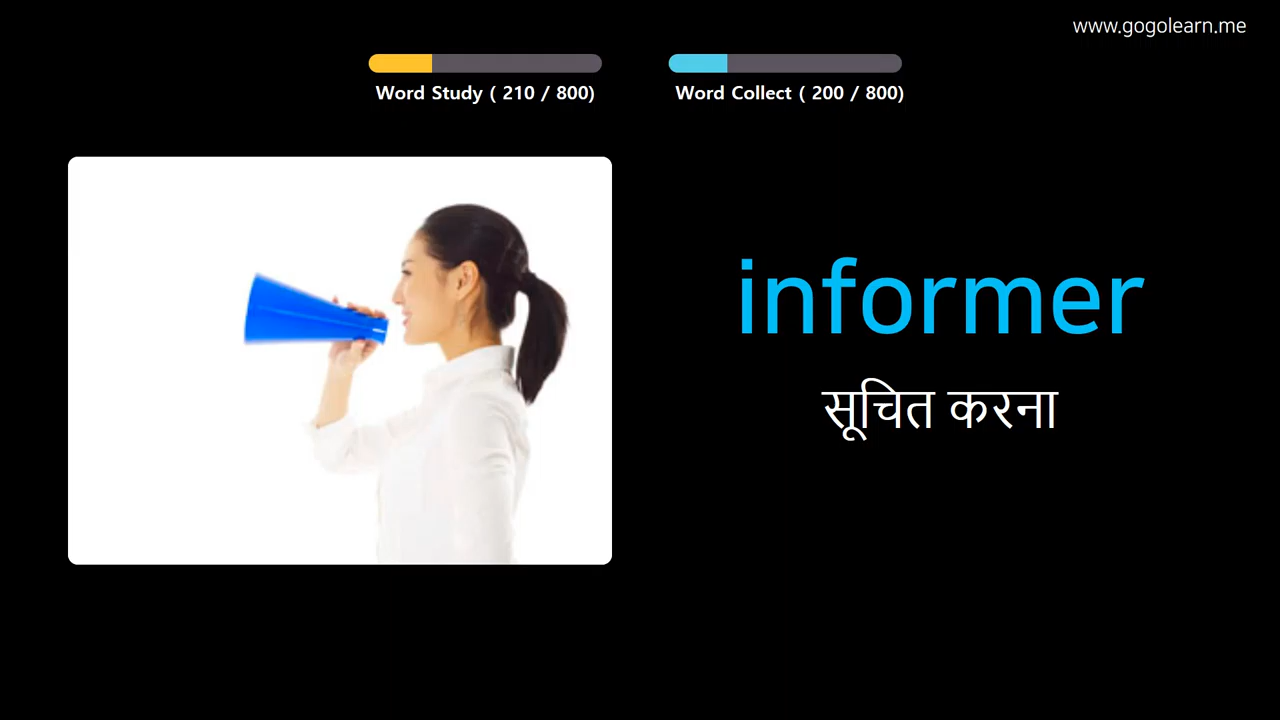 www.gogolearn.me
Word Study ( 210 / 800)
Word Collect ( 200 / 800)
informer
सूचित करना